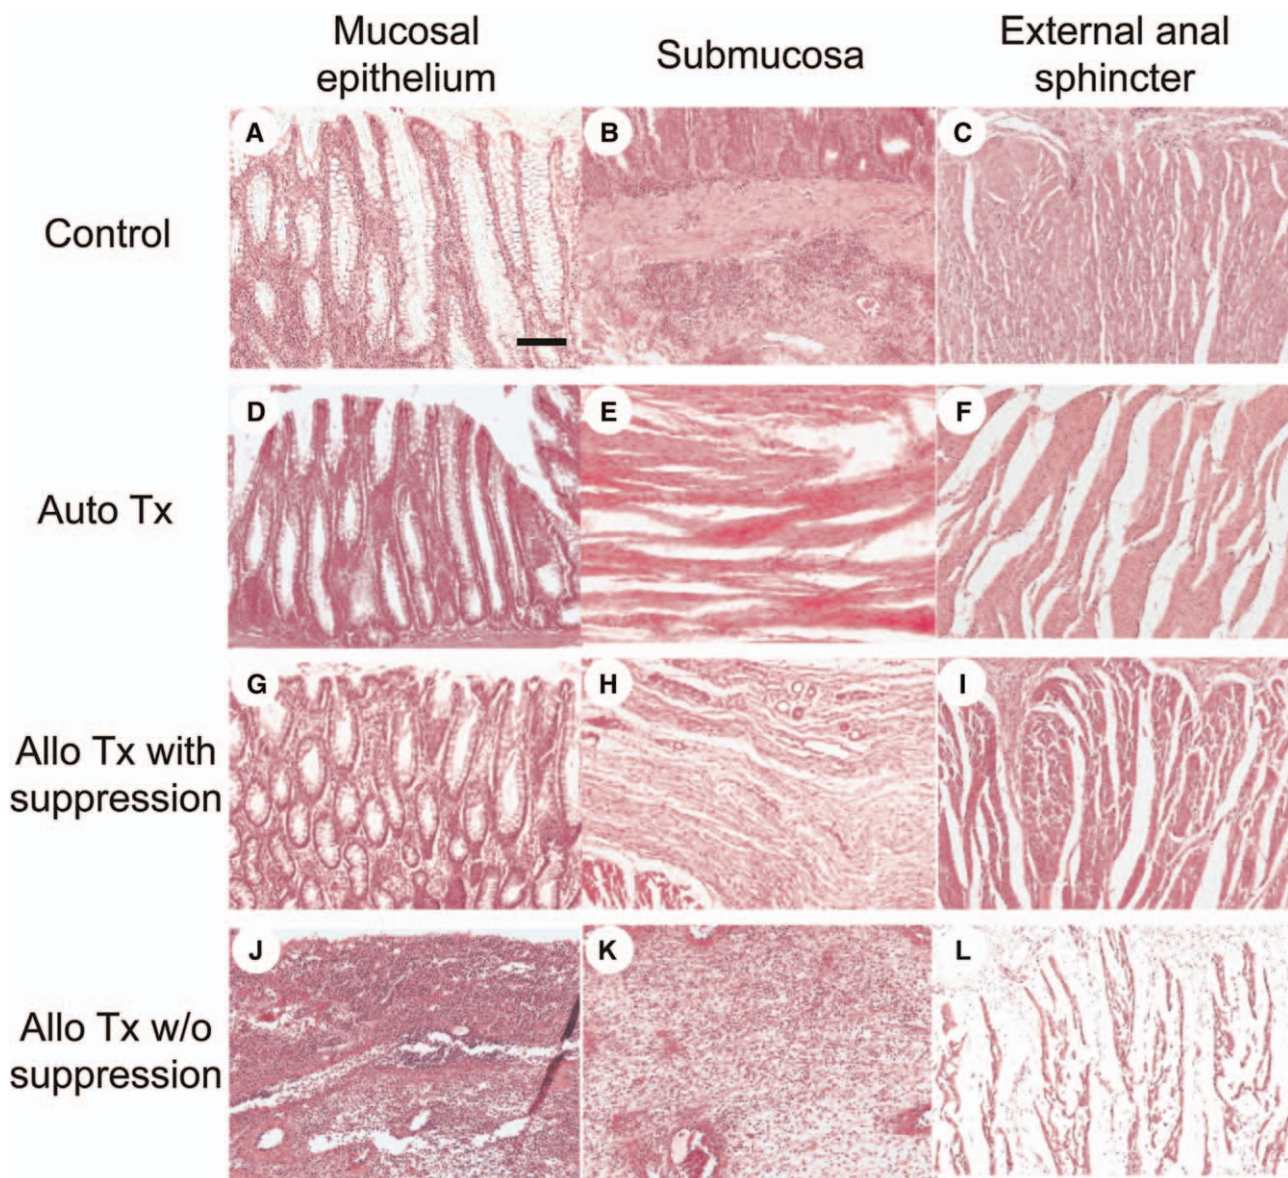 Mucosal
epithelium
Submucosa
External anal
sphincter
Control
A
B
C
Auto Tx
D
E
F
Allo Tx with
suppression
G
H
I
Allo Tx w/o
suppression
J
K
L